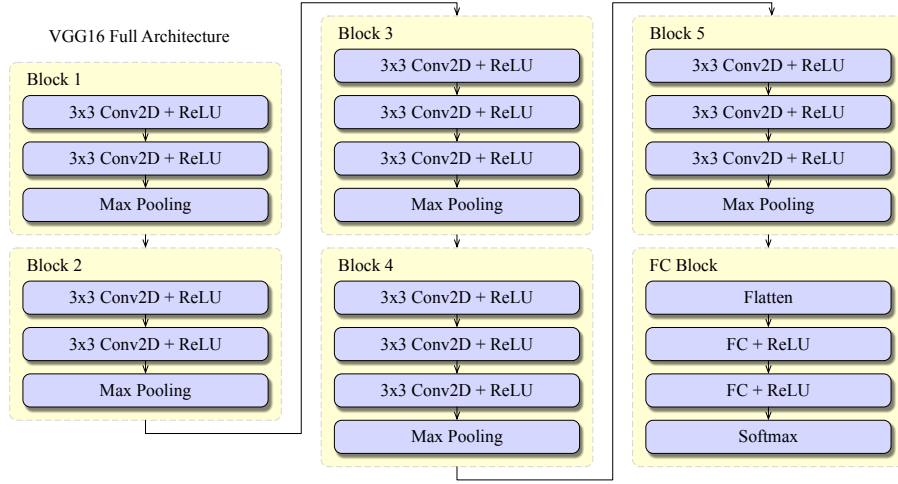 VGG16 Full Architecture
Block 1
3x3 Conv2D + ReLU
3x3 Conv2D + ReLU
Max Pooling
Block 2
3x3 Conv2D + ReLU
3x3 Conv2D + ReLU
Max Pooling
Block 3
3x3 Conv2D + ReLU
3x3 Conv2D + ReLU
3x3 Conv2D + ReLU
Max Pooling
Block 4
3x3 Conv2D + ReLU
3x3 Conv2D + ReLU
3x3 Conv2D + ReLU
Max Pooling
Block 5
3x3 Conv2D + ReLU
3x3 Conv2D + ReLU
3x3 Conv2D + ReLU
Max Pooling
FC Block
Flatten
FC + ReLU
FC + ReLU
Softmax